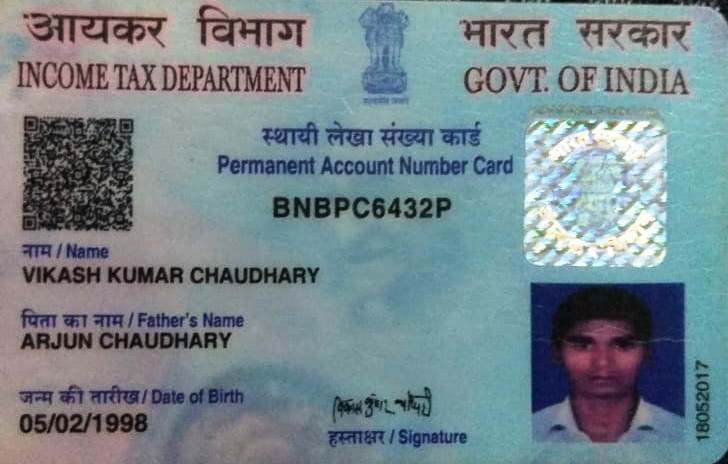 आयकर विभाग
INCOME TAX DEPARTMENT
भारत सरकार
GOVT. OF INDIA
सत्यमेव जयते
स्थायी लेखा संख्या कार्ड
Permanent Account Number Card
BNBPC6432P
नाम / Name
VIKASH KUMAR CHAUDHARY
पिता का नाम / Father's Name
ARJUN CHAUDHARY
जन्म की तारीख / Date of Birth
05/02/1998
हस्ताक्षर / Signature
18052017